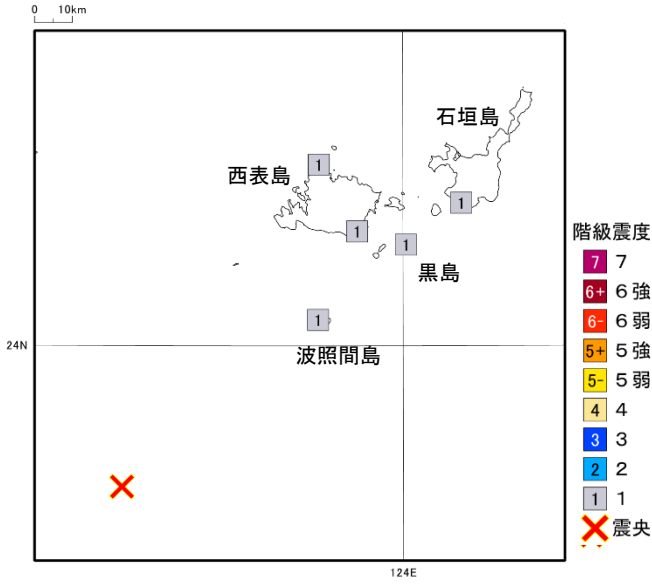 0 10km
石垣島
1
西表島
1
1
1
黒島
1
波照間島
24N
124E
階級震度
7 7
6+ 6強
6- 6弱
5+ 5強
5- 5弱
4 4
3 3
2 2
1 1
震央